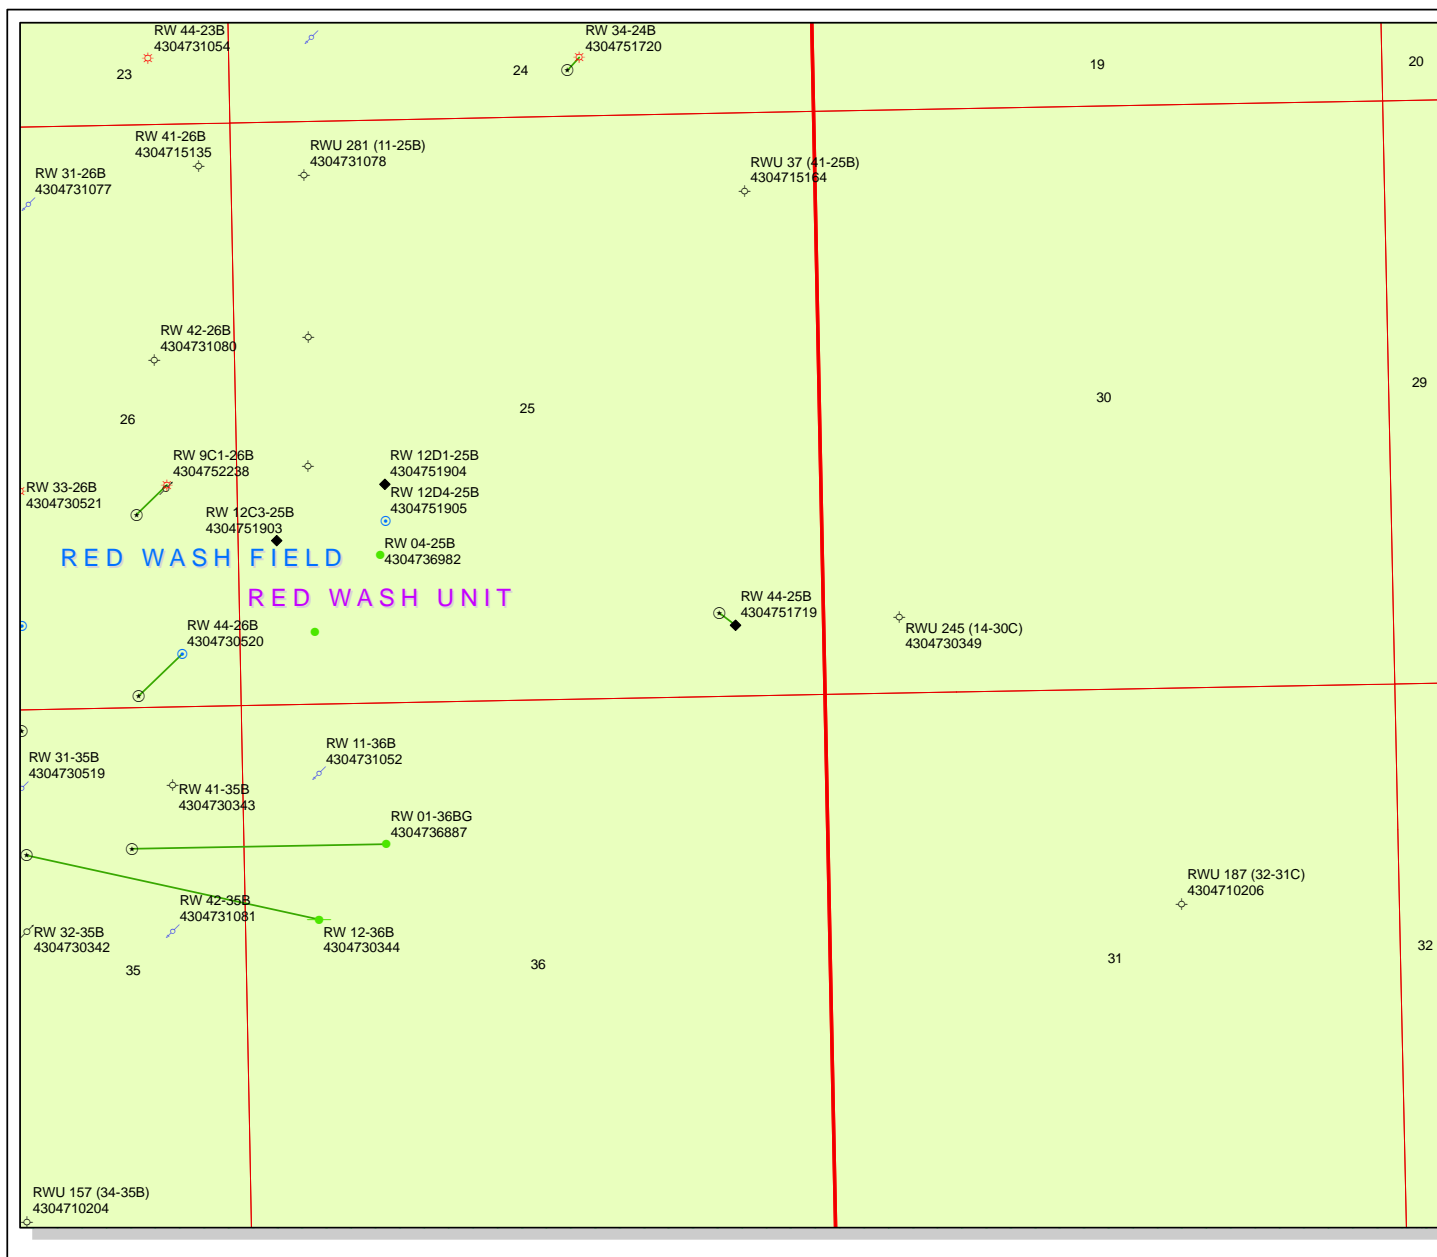 RW 44-23B
4304731054
RW 34-24B
4304751720
23
24
19
20
RW 41-26B
4304715135
RWU 281 (11-25B)
4304731078
RWU 37 (41-25B)
4304715164
RW 31-26B
4304731077
RW 42-26B
4304731080
26
25
30
29
RW 9C1-26B
4304752238
RW 12D1-25B
4304751904
RW 33-26B
4304730521
RW 12D4-25B
4304751905
RW 12C3-25B
4304751903
RW 04-25B
4304736982
RED WASH FIELD
RED WASH UNIT
RW 44-25B
4304751719
RW 44-26B
4304730520
RWU 245 (14-30C)
4304730349
RW 11-36B
4304731052
RW 31-35B
4304730519
RW 41-35B
4304730343
RW 01-36BG
4304736887
RWU 187 (32-31C)
4304710206
RW 42-35B
4304731081
RW 32-35B
4304730342
RW 12-36B
4304730344
35
36
31
32
RWU 157 (34-35B)
4304710204